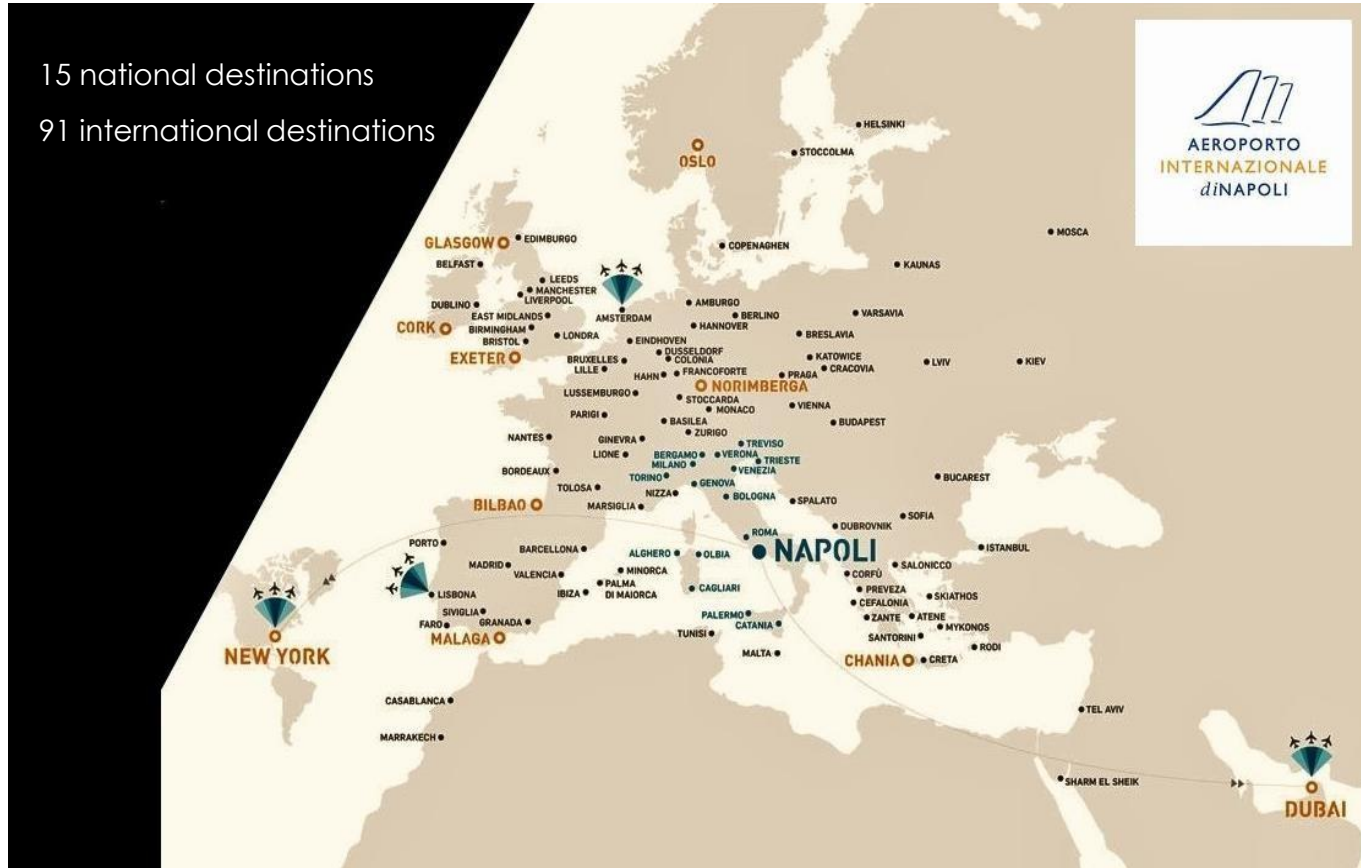 15 national destinations
91 international destinations
AEROPORTO
INTERNAZIONALE
diNAPOLI
HELSINKI
OSLO
STOCCOLMA
MOSCA
GLASGOW
EDIMBURGO
COPENAGHEN
BELFAST
KAUNAS
LEEDS
MANCHESTER
LIVERPOOL
DUBLINO
EAST MIDLANDS
AMSTERDAM
AMBURGO
BERLINO
VARSAVIA
CORK
BIRMINGHAM
HANNOVER
BRISTOL
LONDRA
EINDHOVEN
BRESLAVIA
EXETER
BRUXELLES
DUSSELDORF
COLONIA
KATOWICE
LVIV
KIEV
LILLE
HAHN
FRANCOFORTE
PRAGA
CRACOVIA
NORIMBERGA
LUSSEMBURGO
STOCCARDA
MONACO
VIENNA
PARIGI
BASILEA
BUDAPEST
ZURIGO
NANTES
GINEVRA
TREVISO
LIONE
BERGAMO
VERONA
TRIESTE
MILANO
VENEZIA
BORDEAUX
TORINO
BUCAREST
TOLOSA
GENOVA
NIZZA
BOLOGNA
SPALATO
BILBAO
MARSIGLIA
SOFIA
DUBROVNIK
ROMA
PORTO
BARCELLONA
ALGHERO
OLBIA
NAPOLI
ISTANBUL
MADRID
SALONICCO
VALENCIA
MINORCA
CORFÙ
PALMA
DI MAIORCA
IBIZA
CAGLIARI
PREVEZA
LISBONA
SKIATHOS
CEFALONIA
SIVIGLIA
PALERMO
ZANTE
ATENE
FARO
GRANADA
CATANIA
MYKONOS
MALAGA
TUNISI
SANTORINI
RODI
NEW YORK
MALTA
CHANIA
CRETA
CASABLANCA
TEL AVIV
MARRAKECH
SHARM EL SHEIK
DUBAI